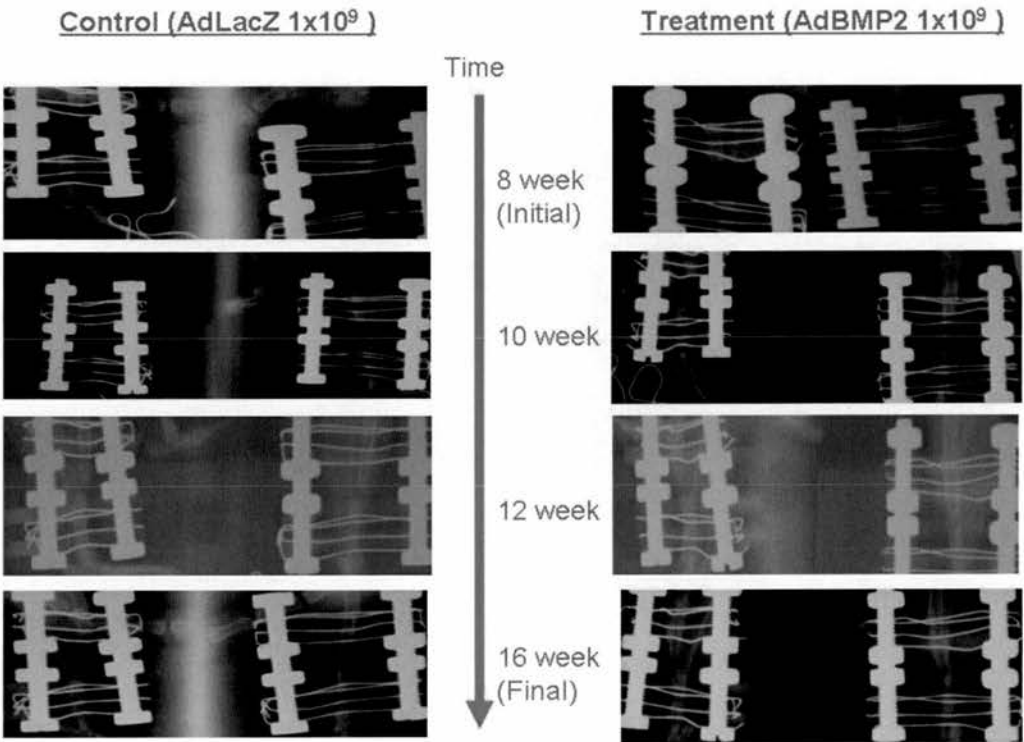 Control (AdLacZ 1x10⁹ )
Treatment (AdBMP2 1x10⁹ )
Time
8 week
(Initial)
10 week
12 week
16 week
(Final)